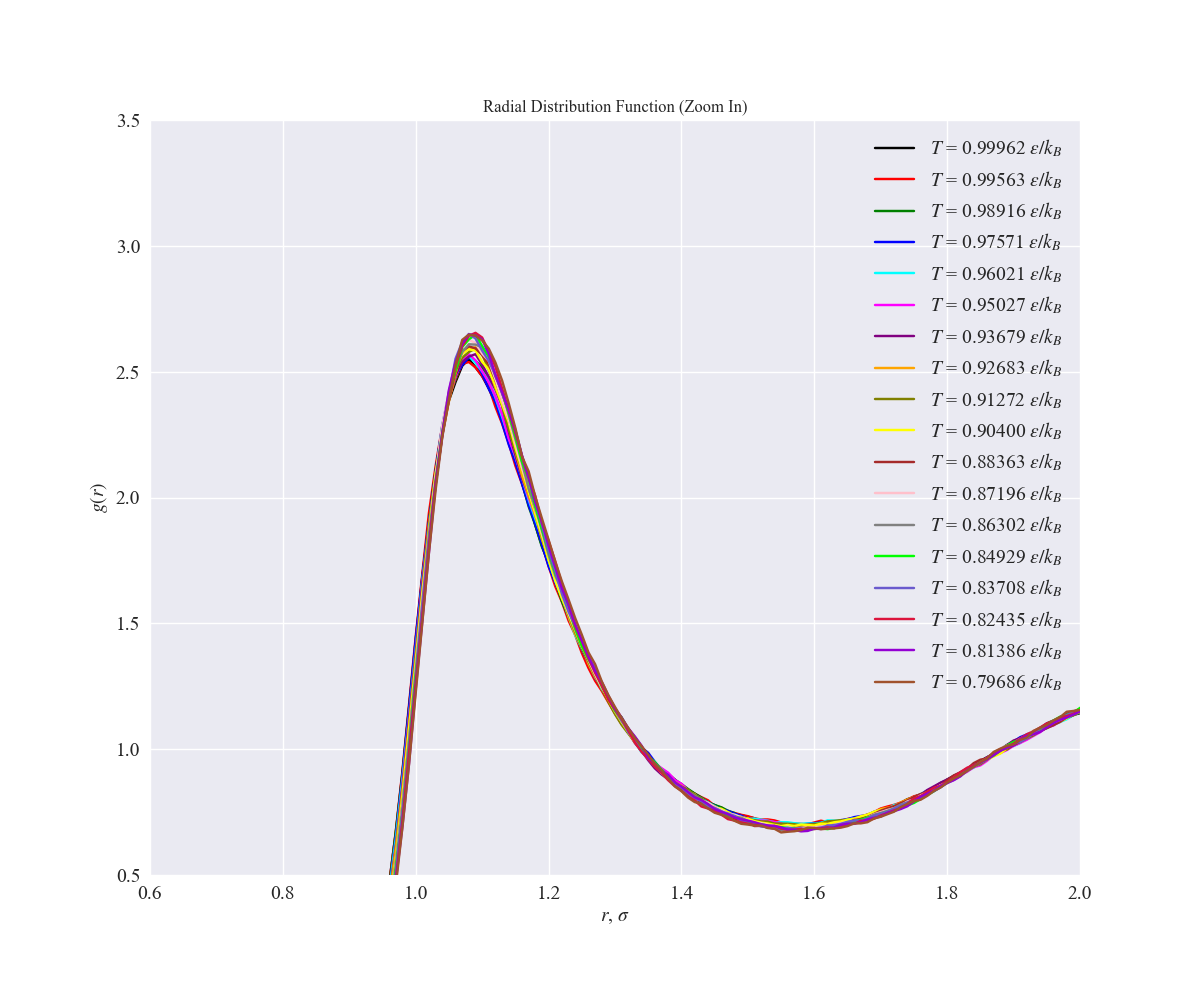 Radial Distribution Function (Zoom In)
3.5
3.0
2.5
2.0
1.5
1.0
0.5
g(r)
T = 0.99962 ε/k_B
T = 0.99563 ε/k_B
T = 0.98916 ε/k_B
T = 0.97571 ε/k_B
T = 0.96021 ε/k_B
T = 0.95027 ε/k_B
T = 0.93679 ε/k_B
T = 0.92683 ε/k_B
T = 0.91272 ε/k_B
T = 0.90400 ε/k_B
T = 0.88363 ε/k_B
T = 0.87196 ε/k_B
T = 0.86302 ε/k_B
T = 0.84929 ε/k_B
T = 0.83708 ε/k_B
T = 0.82435 ε/k_B
T = 0.81386 ε/k_B
T = 0.79686 ε/k_B
0.6 0.8 1.0 1.2 1.4 1.6 1.8 2.0
r, σ